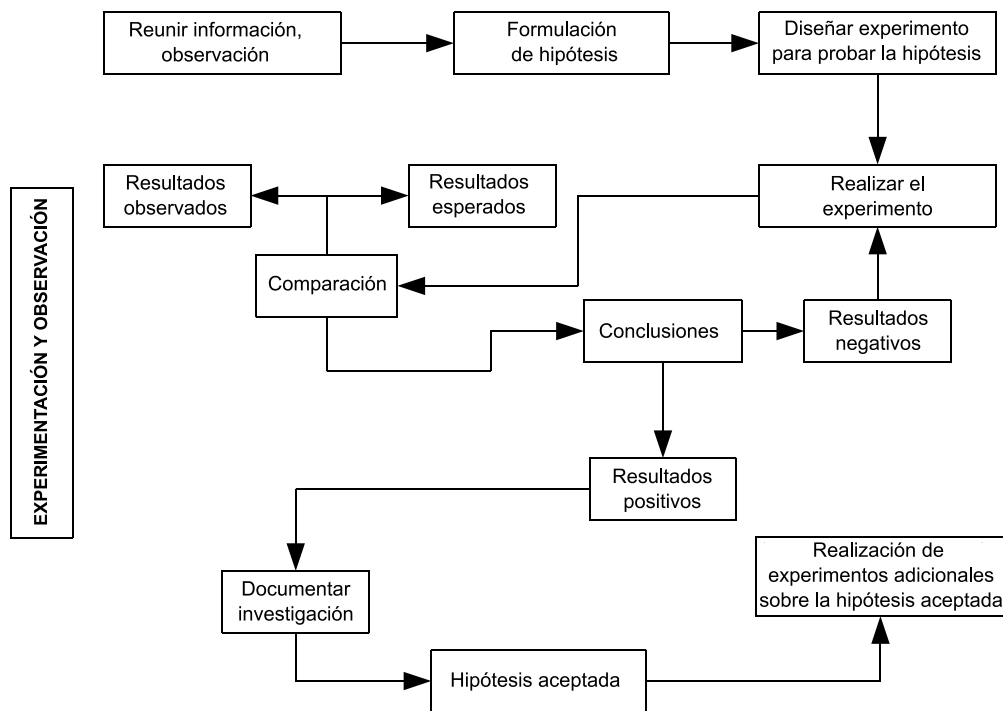 Reunir información,
observación
Formulación
de hipótesis
Diseñar experimento
para probar la hipótesis
Resultados
observados
Resultados
esperados
Realizar el
experimento
EXPERIMENTACIÓN Y OBSERVACIÓN
Comparación
Conclusiones
Resultados
negativos
Resultados
positivos
Documentar
investigación
Realización de
experimentos adicionales
sobre la hipótesis aceptada
Hipótesis aceptada